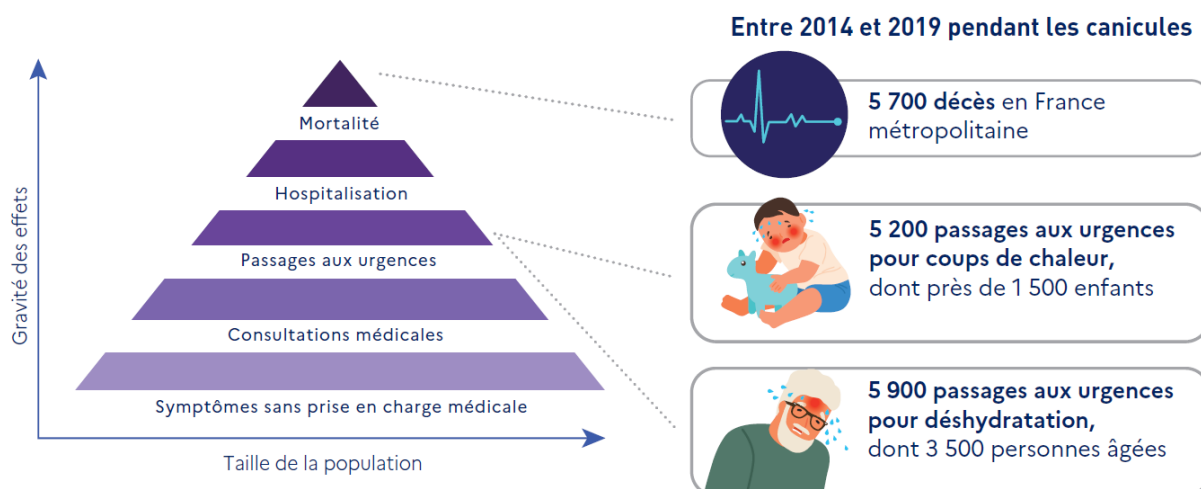 Entre 2014 et 2019 pendant les canicules
Gravité des effets
Mortalité
Hospitalisation
Passages aux urgences
Consultations médicales
Symptômes sans prise en charge médicale
Taille de la population
5 700 décès en France
métropolitaine
5 200 passages aux urgences
pour coups de chaleur,
dont près de 1 500 enfants
5 900 passages aux urgences
pour déshydratation,
dont 3 500 personnes âgées